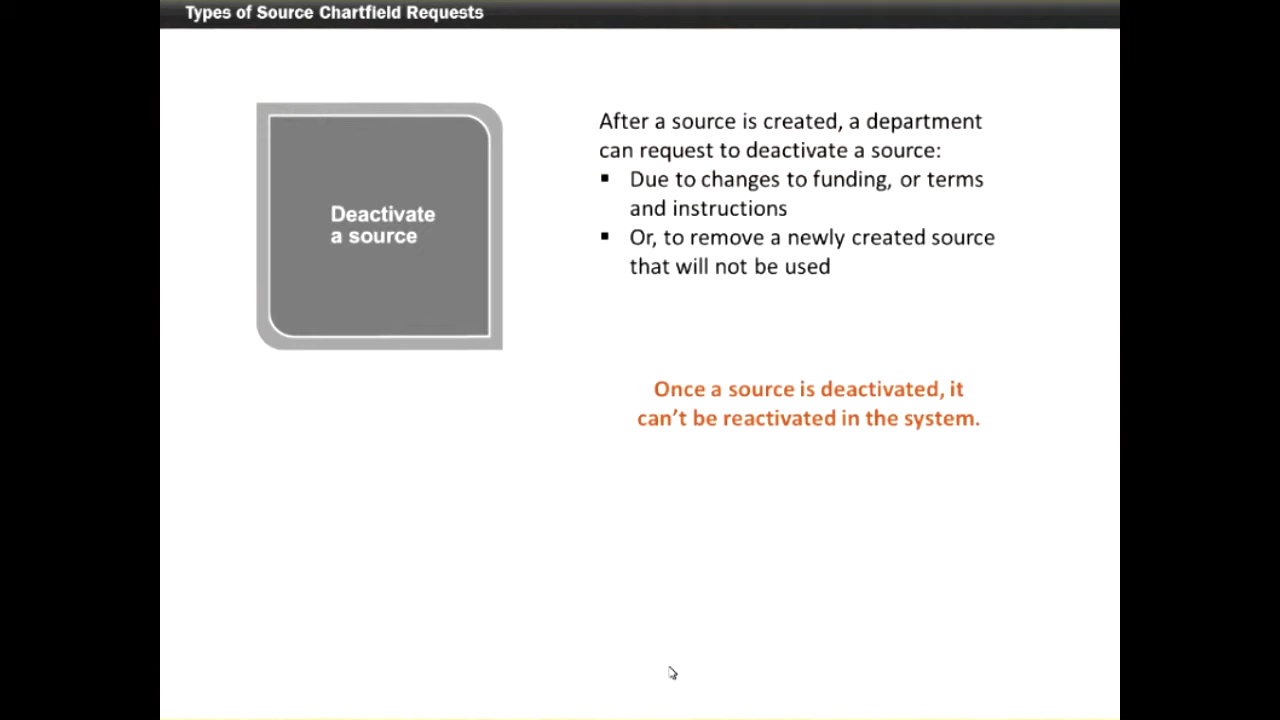 Types of Source Chartfield Requests
Deactivate
a source
After a source is created, a department
can request to deactivate a source:
▪ Due to changes to funding, or terms
and instructions
▪ Or, to remove a newly created source
that will not be used
Once a source is deactivated, it
can’t be reactivated in the system.